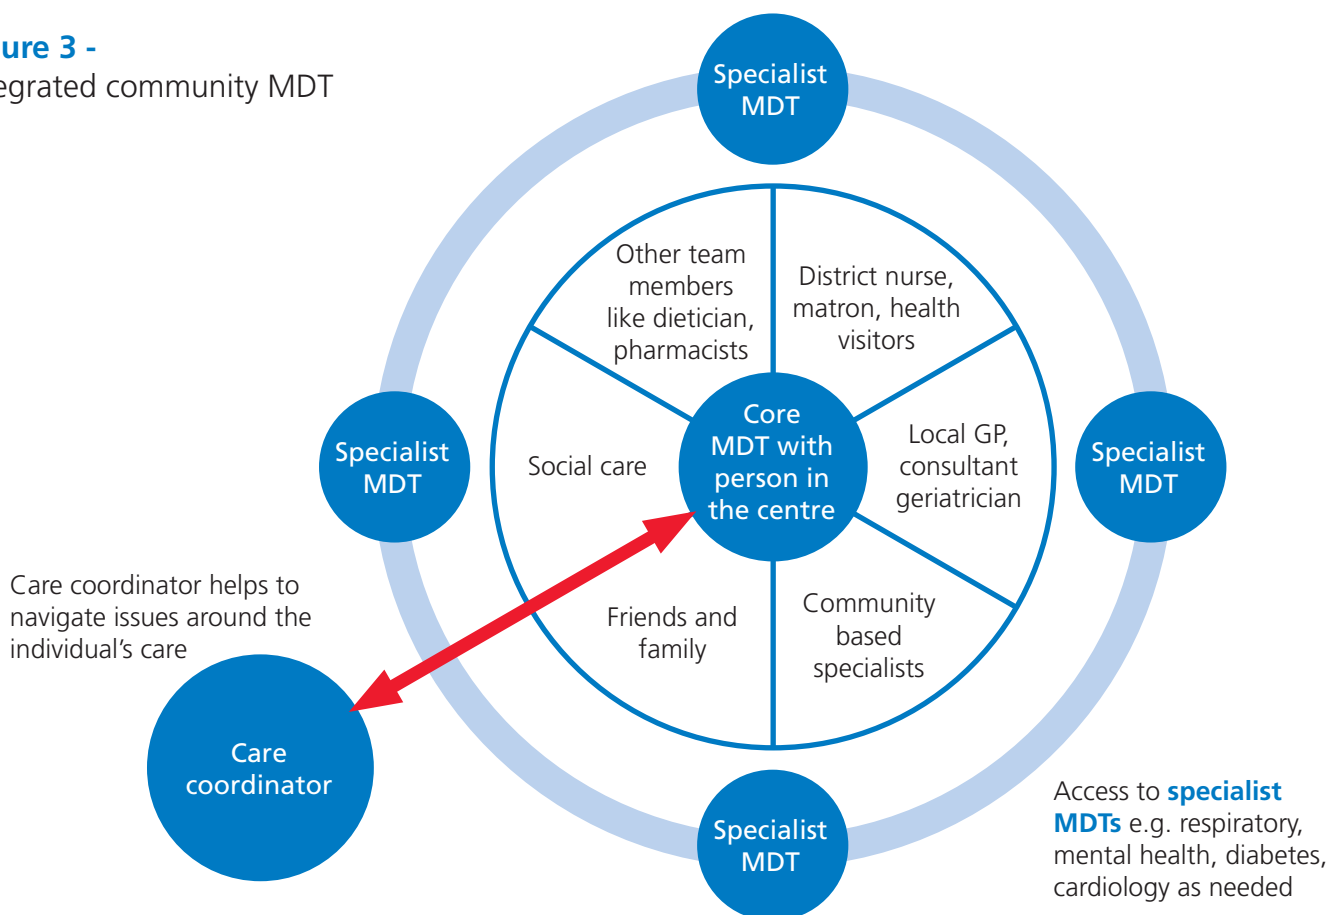 ure 3 -
egrated community MDT
Specialist
MDT
Other team
members
like dietician,
pharmacists
District nurse,
matron, health
visitors
Specialist
MDT
Social care
Core
MDT with
person in
the centre
Local GP,
consultant
geriatrician
Specialist
MDT
Care coordinator helps to
navigate issues around the
individual’s care
Friends and
family
Community
based
specialists
Care
coordinator
Specialist
MDT
Access to specialist
MDTs e.g. respiratory,
mental health, diabetes,
cardiology as needed